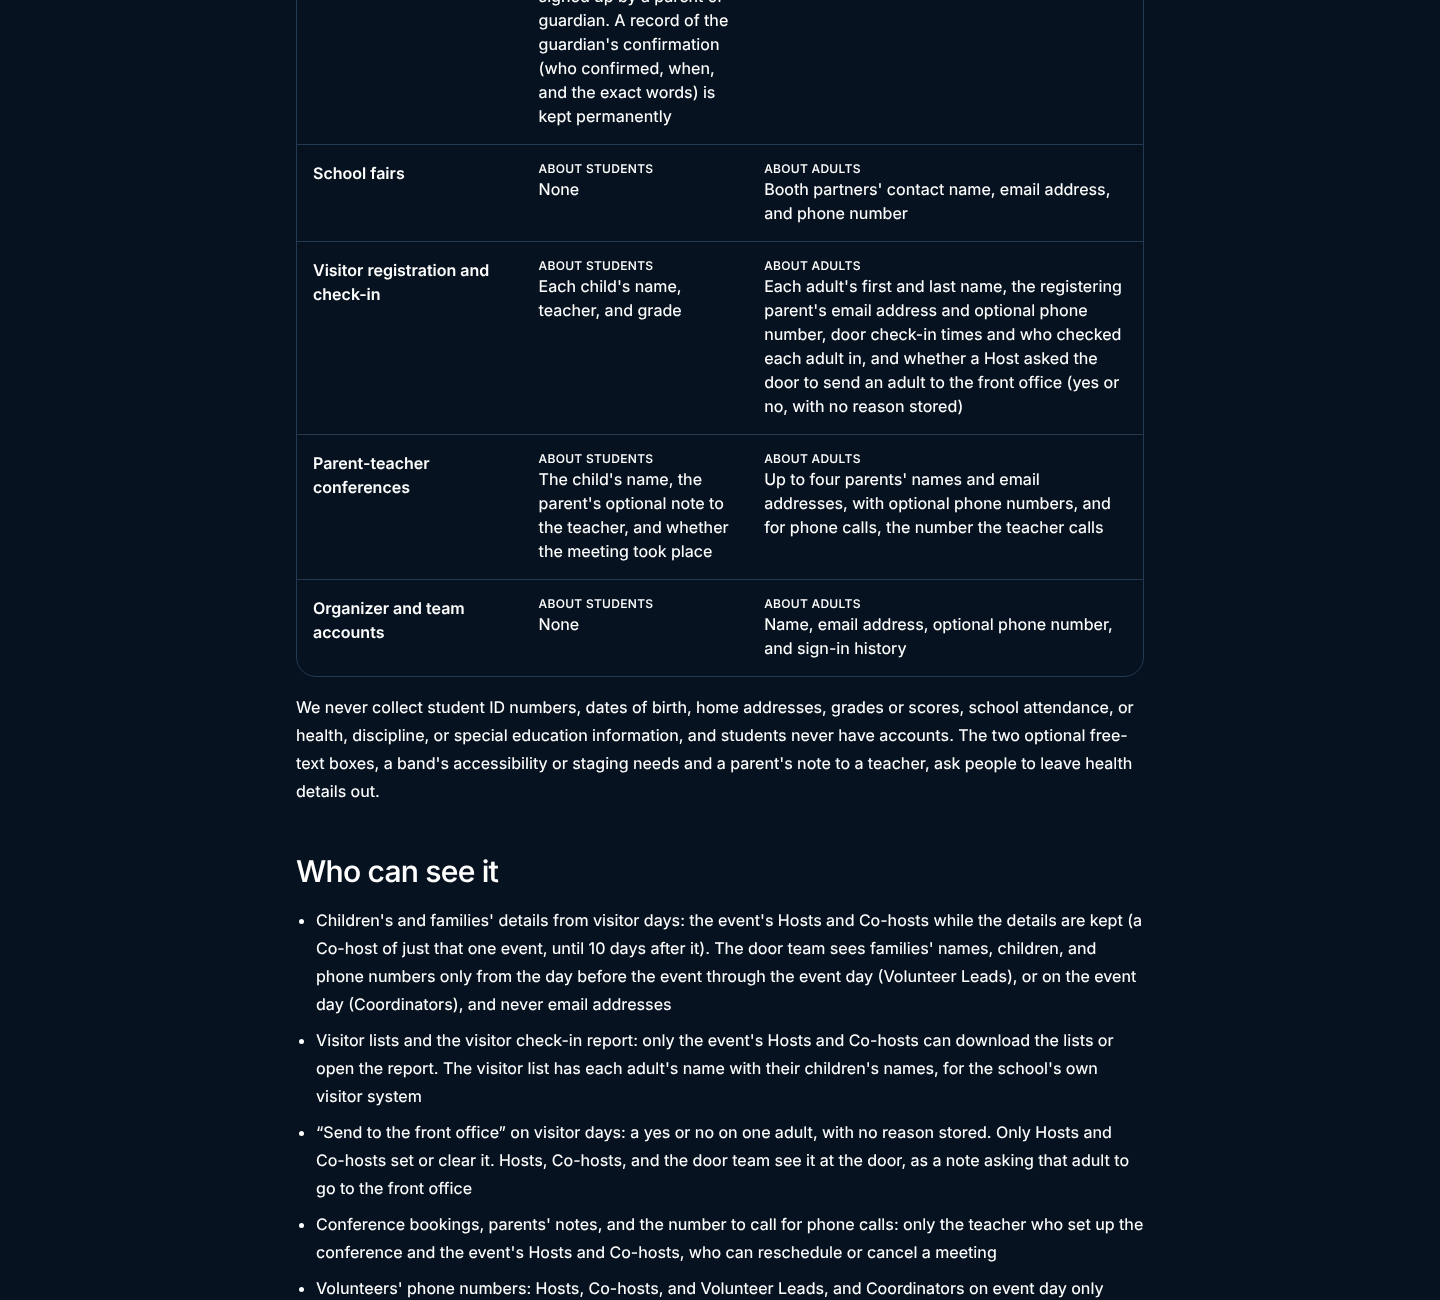 signed up by a parent or
guardian. A record of the
guardian's confirmation
(who confirmed, when,
and the exact words) is
kept permanently
School fairs
ABOUT STUDENTS
None
ABOUT ADULTS
Booth partners' contact name, email address,
and phone number
Visitor registration and
check-in
ABOUT STUDENTS
Each child's name,
teacher, and grade
ABOUT ADULTS
Each adult's first and last name, the registering
parent's email address and optional phone
number, door check-in times and who checked
each adult in, and whether a Host asked the
door to send an adult to the front office (yes or
no, with no reason stored)
Parent-teacher
conferences
ABOUT STUDENTS
The child's name, the
parent's optional note to
the teacher, and whether
the meeting took place
ABOUT ADULTS
Up to four parents' names and email
addresses, with optional phone numbers, and
for phone calls, the number the teacher calls
Organizer and team
accounts
ABOUT STUDENTS
None
ABOUT ADULTS
Name, email address, optional phone number,
and sign-in history
We never collect student ID numbers, dates of birth, home addresses, grades or scores, school attendance, or
health, discipline, or special education information, and students never have accounts. The two optional free-
text boxes, a band's accessibility or staging needs and a parent's note to a teacher, ask people to leave health
details out.
Who can see it
• Children's and families' details from visitor days: the event's Hosts and Co-hosts while the details are kept (a
Co-host of just that one event, until 10 days after it). The door team sees families' names, children, and
phone numbers only from the day before the event through the event day (Volunteer Leads), or on the event
day (Coordinators), and never email addresses
• Visitor lists and the visitor check-in report: only the event's Hosts and Co-hosts can download the lists or
open the report. The visitor list has each adult's name with their children's names, for the school's own
visitor system
• “Send to the front office” on visitor days: a yes or no on one adult, with no reason stored. Only Hosts and
Co-hosts set or clear it. Hosts, Co-hosts, and the door team see it at the door, as a note asking that adult to
go to the front office
• Conference bookings, parents' notes, and the number to call for phone calls: only the teacher who set up the
conference and the event's Hosts and Co-hosts, who can reschedule or cancel a meeting
• Volunteers' phone numbers: Hosts, Co-hosts, and Volunteer Leads, and Coordinators on event day only